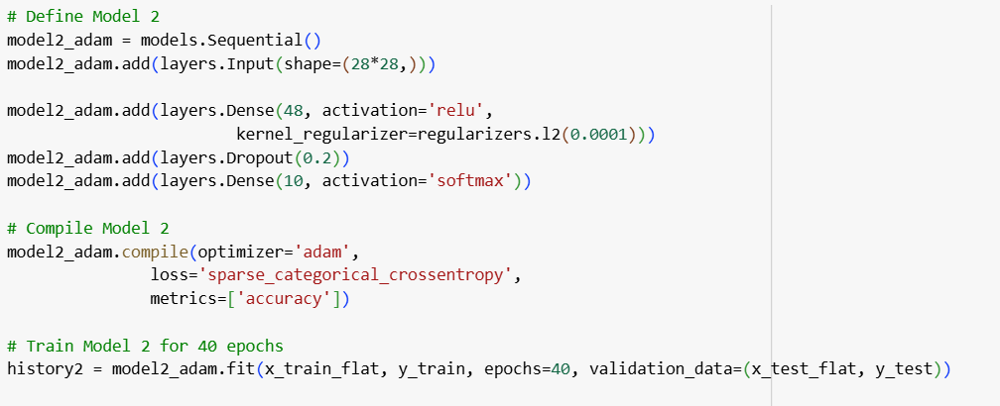 # Define Model 2
model2_adam = models.Sequential()
model2_adam.add(layers.Input(shape=(28*28,)))
model2_adam.add(layers.Dense(48, activation='relu',
kernel_regularizer=regularizers.l2(0.0001)))
model2_adam.add(layers.Dropout(0.2))
model2_adam.add(layers.Dense(10, activation='softmax'))
# Compile Model 2
model2_adam.compile(optimizer='adam',
loss='sparse_categorical_crossentropy',
metrics=['accuracy'])
# Train Model 2 for 40 epochs
history2 = model2_adam.fit(x_train_flat, y_train, epochs=40, validation_data=(x_test_flat, y_test))